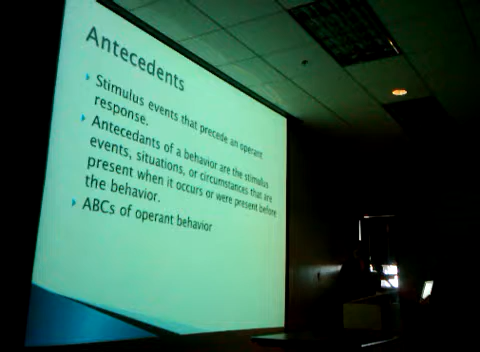 Antecedents
Stimulus events that precede an operant
response.
Antecedants of a behavior are the stimulus
events, situations, or circumstances that are
present when it occurs or were present before
the behavior.
ABCs of operant behavior